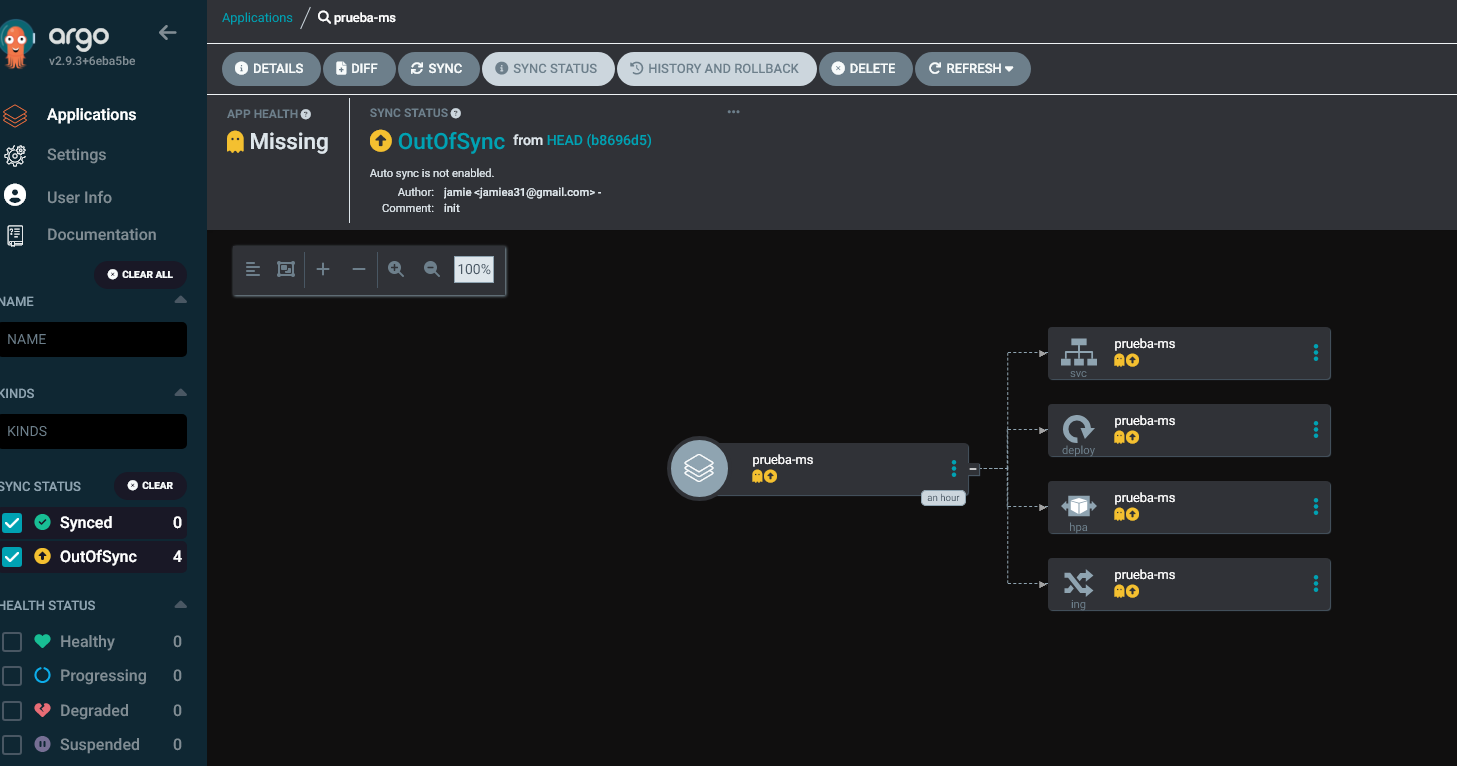 argo
v2.9.3+6eba5be
Applications
Settings
User Info
Documentation
CLEAR ALL
NAME
NAME
KINDS
KINDS
SYNC STATUS
CLEAR
Synced 0
OutOfSync 4
HEALTH STATUS
Healthy 0
Progressing 0
Degraded 0
Suspended 0
Applications / prueba-ms
DETAILS DIFF SYNC SYNC STATUS HISTORY AND ROLLBACK DELETE REFRESH
APP HEALTH
Missing
SYNC STATUS
OutOfSync from HEAD (b8696d5)
Auto sync is not enabled.
Author: jamie <jamiea31@gmail.com> -
Comment: init
100%
prueba-ms
an hour
prueba-ms
svc
prueba-ms
deploy
prueba-ms
hpa
prueba-ms
ing